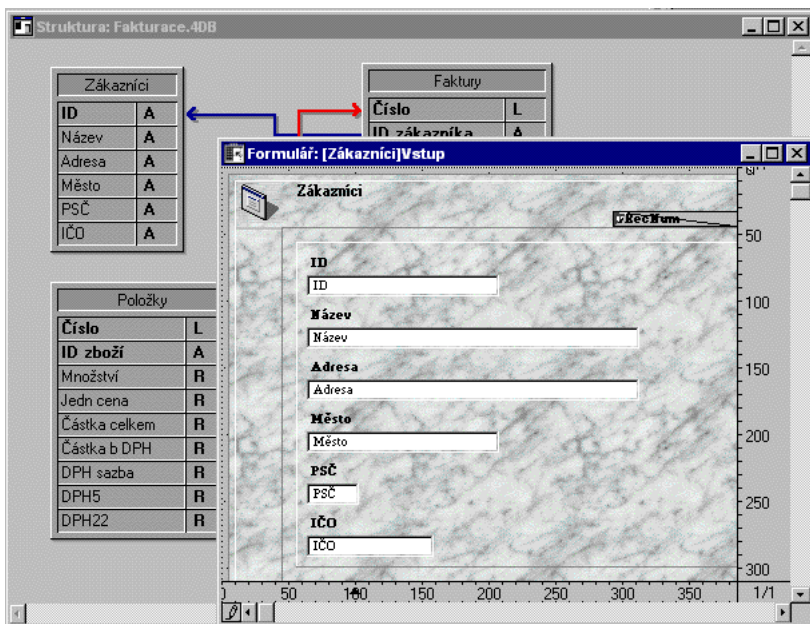 Struktura: Fakturace.4DB
Zákazníci
ID A
Název A
Adresa A
Město A
PSČ A
IČO A
Faktury
Číslo L
ID zákazníka A
Položky
Číslo L
ID zboží A
Množství R
Jedn cena R
Částka celkem R
Částka b DPH R
DPH sazba R
DPH5 R
DPH22 R
Formulář: [Zákazníci]Vstup
Zákazníci
vRecNum
ID
ID
Název
Název
Adresa
Adresa
Město
Město
PSČ
PSČ
IČO
IČO
50
100
150
200
250
300
0 50 100 150 200 250 300 350 1/1